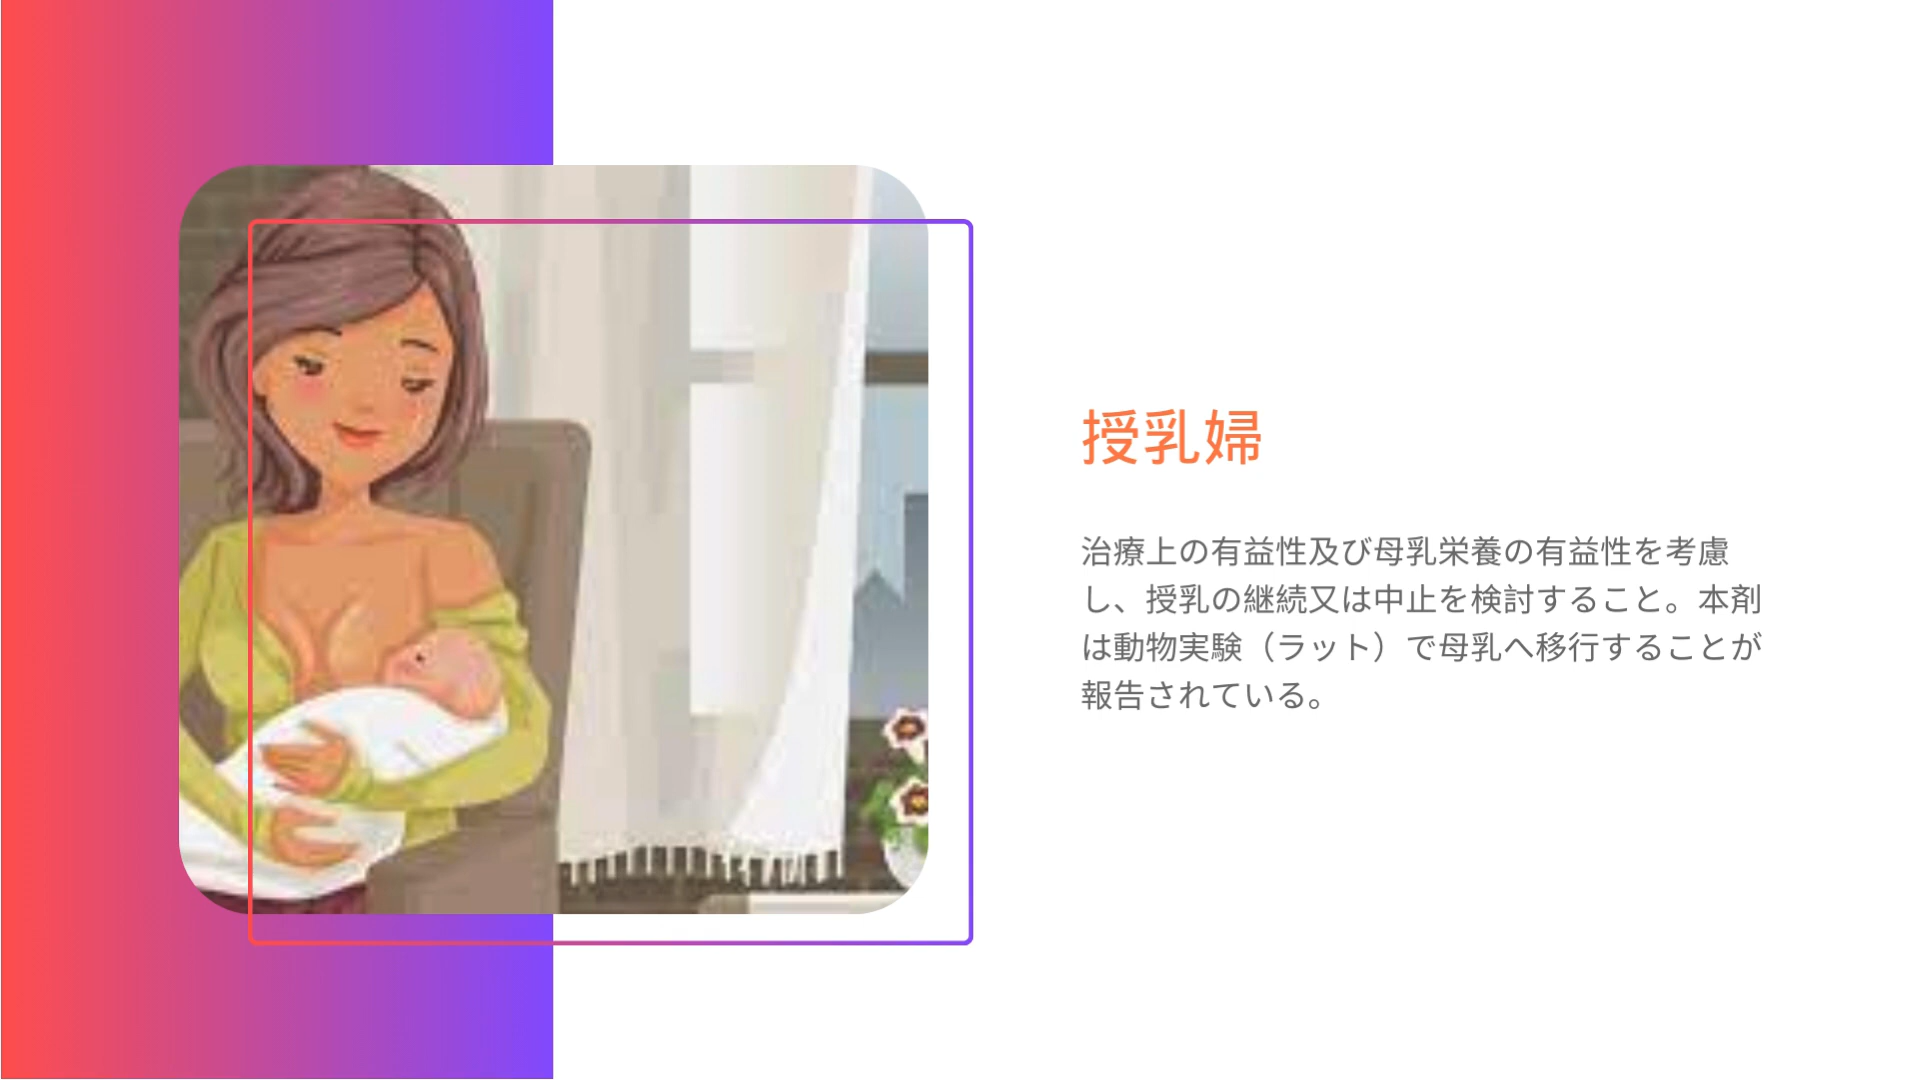 授乳婦
治療上の有益性及び母乳栄養の有益性を考慮
し、授乳の継続又は中止を検討すること。本剤
は動物実験（ラット）で母乳へ移行することが
報告されている。